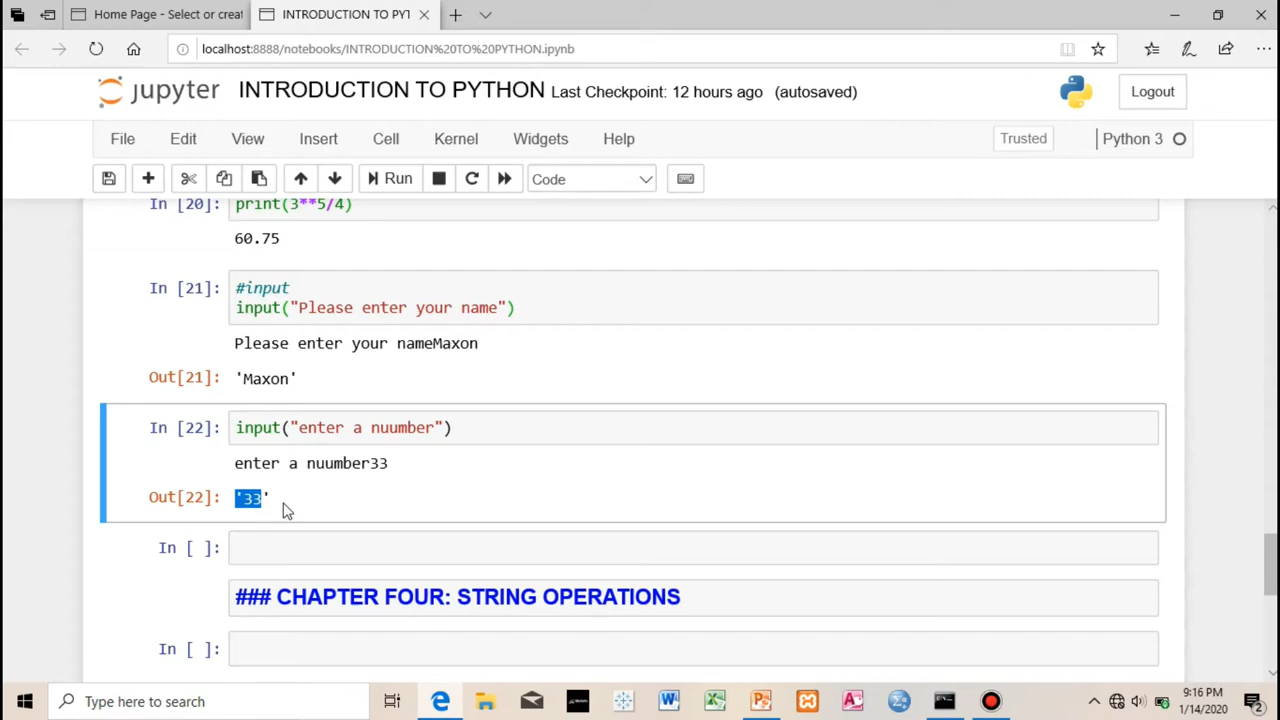 Home Page - Select or creat
INTRODUCTION TO PYT
localhost:8888/notebooks/INTRODUCTION%20TO%20PYTHON.ipynb
jupyter INTRODUCTION TO PYTHON Last Checkpoint: 12 hours ago (autosaved)
Logout
File Edit View Insert Cell Kernel Widgets Help
Trusted
Python 3
Run
Code
In [20]: print(3**5/4)
60.75
In [21]: #input
input("Please enter your name")
Please enter your nameMaxon
Out[21]: 'Maxon'
In [22]: input("enter a nuumber")
enter a nuumber33
Out[22]: '33'
In [ ]:
### CHAPTER FOUR: STRING OPERATIONS
In [ ]:
Type here to search
9:16 PM
1/14/2020
2